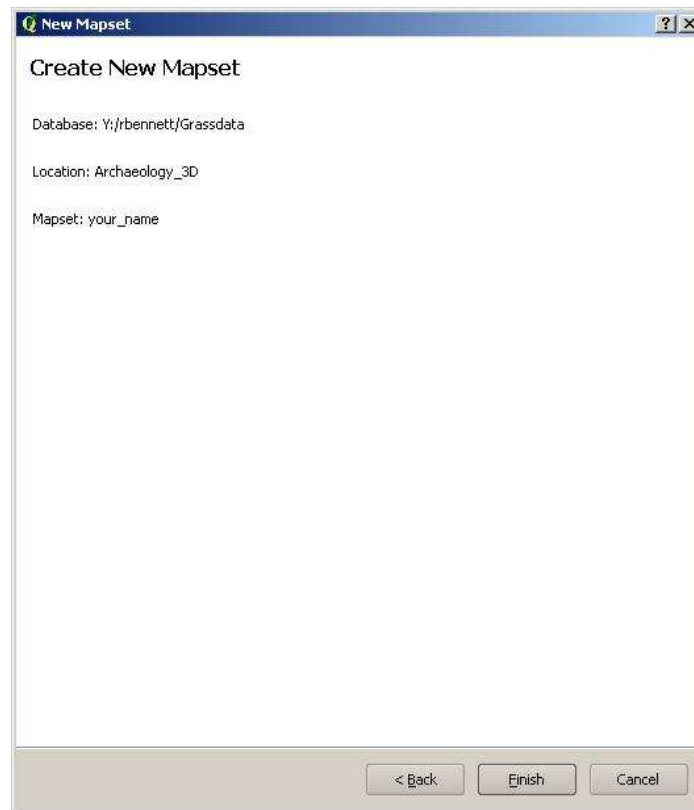 New Mapset
Create New Mapset
Database: Y:/rbennett/Grassdata
Location: Archaeology_3D
Mapset: your_name
< Back
Finish
Cancel